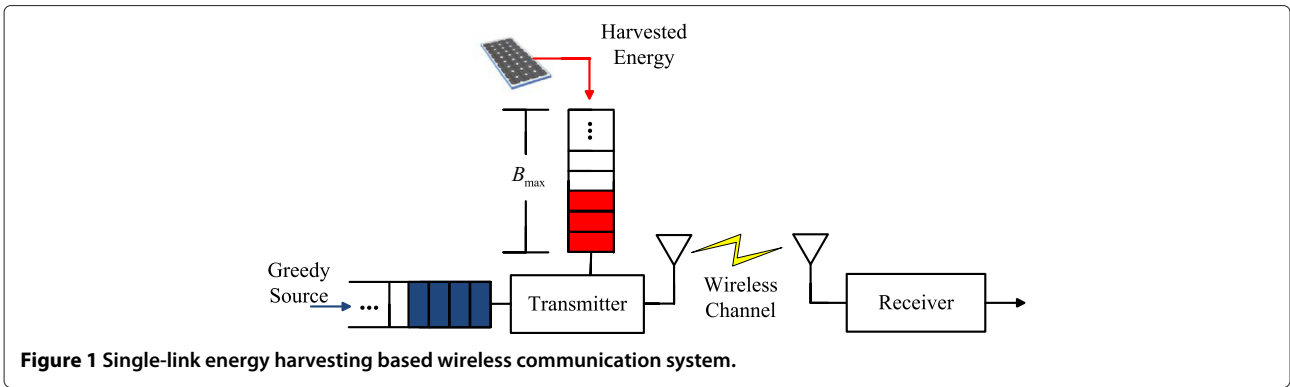 Harvested
Energy
B_max
Greedy
Source
...
Transmitter
Wireless
Channel
Receiver
Figure 1 Single-link energy harvesting based wireless communication system.